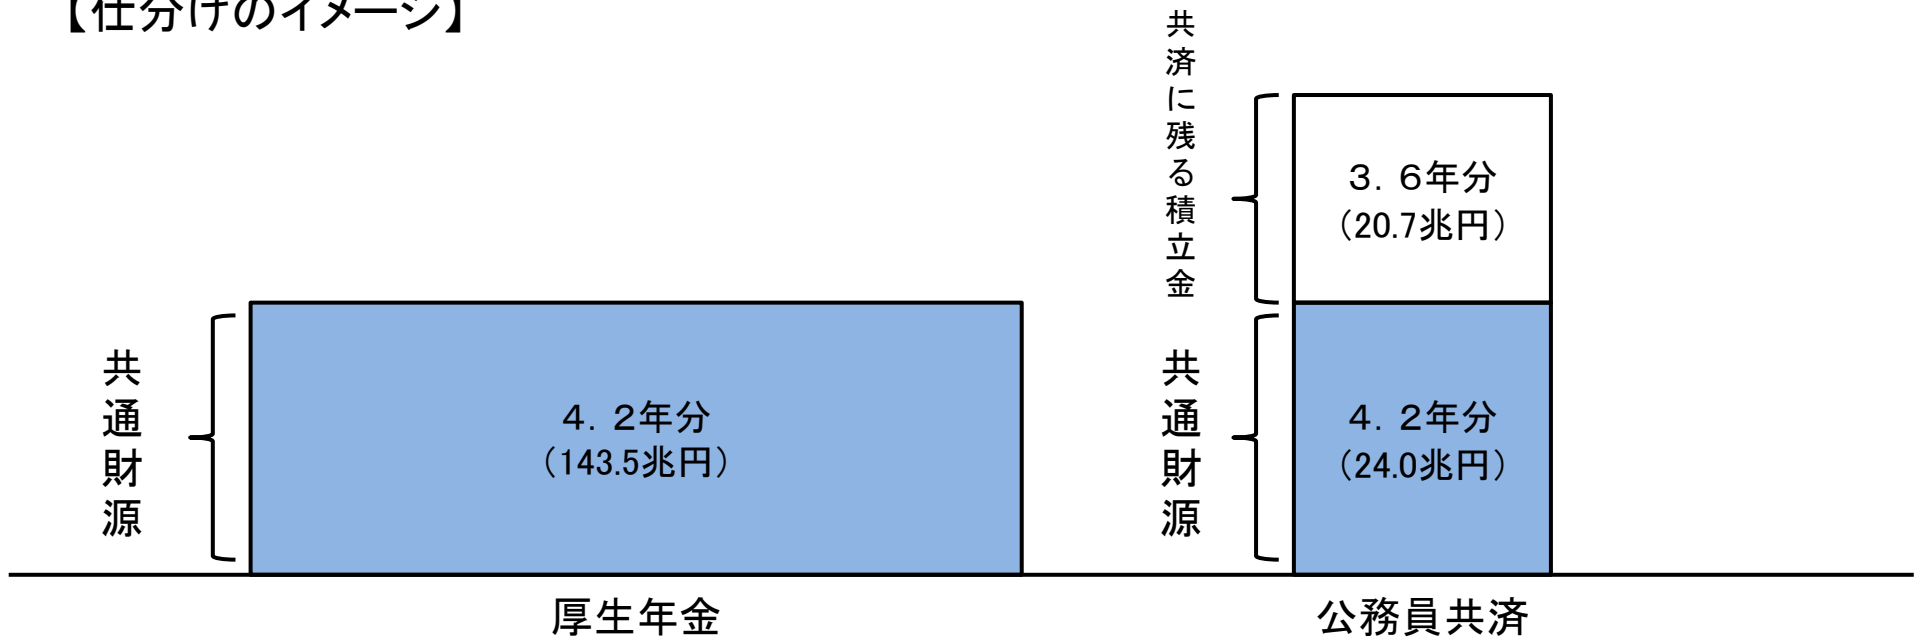 【仕分けのイメージ】
共通財源
４．２年分
（143.5兆円）
厚生年金
共済に残る積立金
３．６年分
（20.7兆円）
共通財源
４．２年分
（24.0兆円）
公務員共済